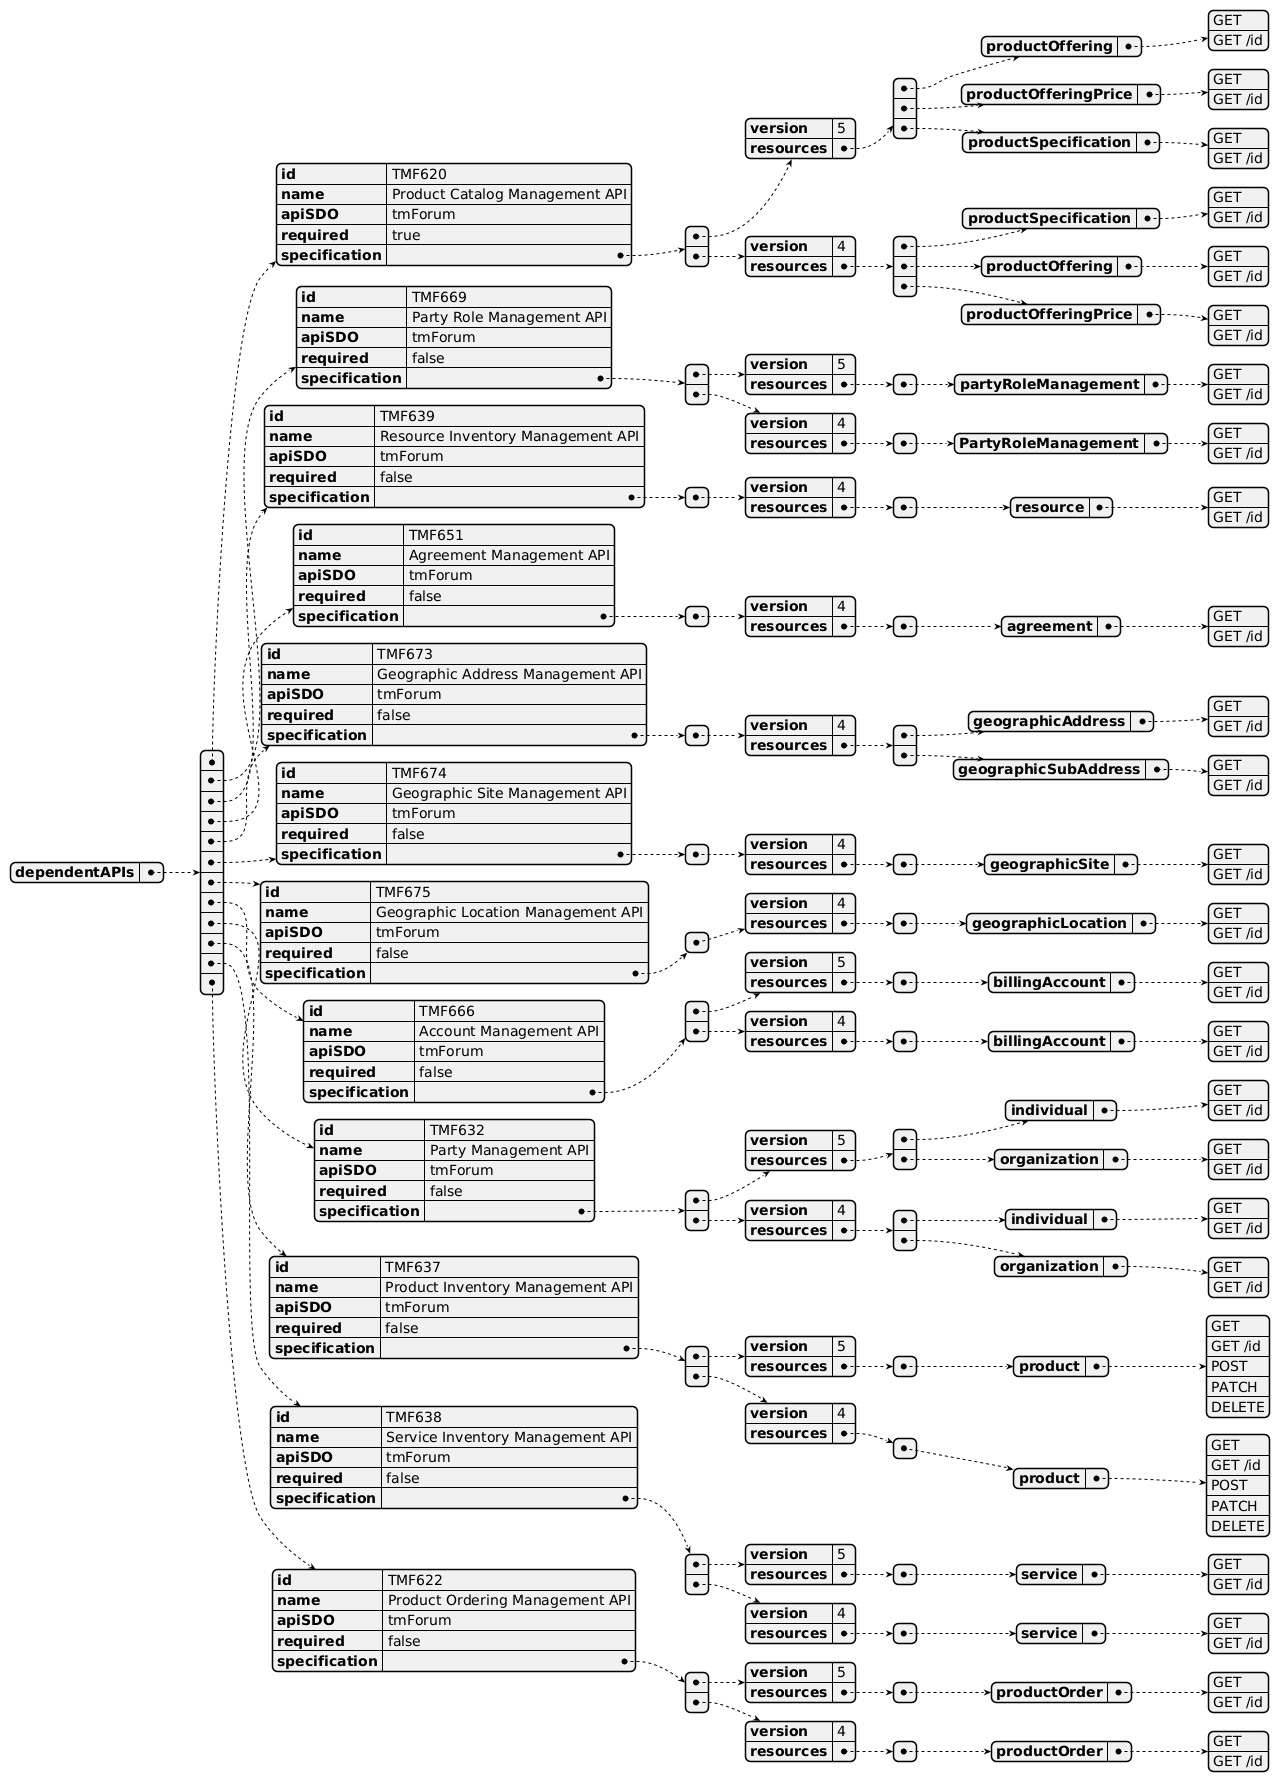 dependentAPIs
id TMF620
name Product Catalog Management API
apiSDO tmForum
required true
specification
version 5
resources
productOffering
GET
GET /id
productOfferingPrice
GET
GET /id
productSpecification
GET
GET /id
version 4
resources
productSpecification
GET
GET /id
productOffering
GET
GET /id
productOfferingPrice
GET
GET /id
id TMF669
name Party Role Management API
apiSDO tmForum
required false
specification
version 5
resources
partyRoleManagement
GET
GET /id
version 4
resources
PartyRoleManagement
GET
GET /id
id TMF639
name Resource Inventory Management API
apiSDO tmForum
required false
specification
version 4
resources
resource
GET
GET /id
id TMF651
name Agreement Management API
apiSDO tmForum
required false
specification
version 4
resources
agreement
GET
GET /id
id TMF673
name Geographic Address Management API
apiSDO tmForum
required false
specification
version 4
resources
geographicAddress
GET
GET /id
geographicSubAddress
GET
GET /id
id TMF674
name Geographic Site Management API
apiSDO tmForum
required false
specification
version 4
resources
geographicSite
GET
GET /id
id TMF675
name Geographic Location Management API
apiSDO tmForum
required false
specification
version 4
resources
geographicLocation
GET
GET /id
id TMF666
name Account Management API
apiSDO tmForum
required false
specification
version 5
resources
billingAccount
GET
GET /id
version 4
resources
billingAccount
GET
GET /id
id TMF632
name Party Management API
apiSDO tmForum
required false
specification
version 5
resources
individual
GET
GET /id
organization
GET
GET /id
version 4
resources
individual
GET
GET /id
organization
GET
GET /id
id TMF637
name Product Inventory Management API
apiSDO tmForum
required false
specification
version 5
resources
product
GET
GET /id
POST
PATCH
DELETE
version 4
resources
product
GET
GET /id
POST
PATCH
DELETE
id TMF638
name Service Inventory Management API
apiSDO tmForum
required false
specification
version 5
resources
service
GET
GET /id
version 4
resources
service
GET
GET /id
id TMF622
name Product Ordering Management API
apiSDO tmForum
required false
specification
version 5
resources
productOrder
GET
GET /id
version 4
resources
productOrder
GET
GET /id